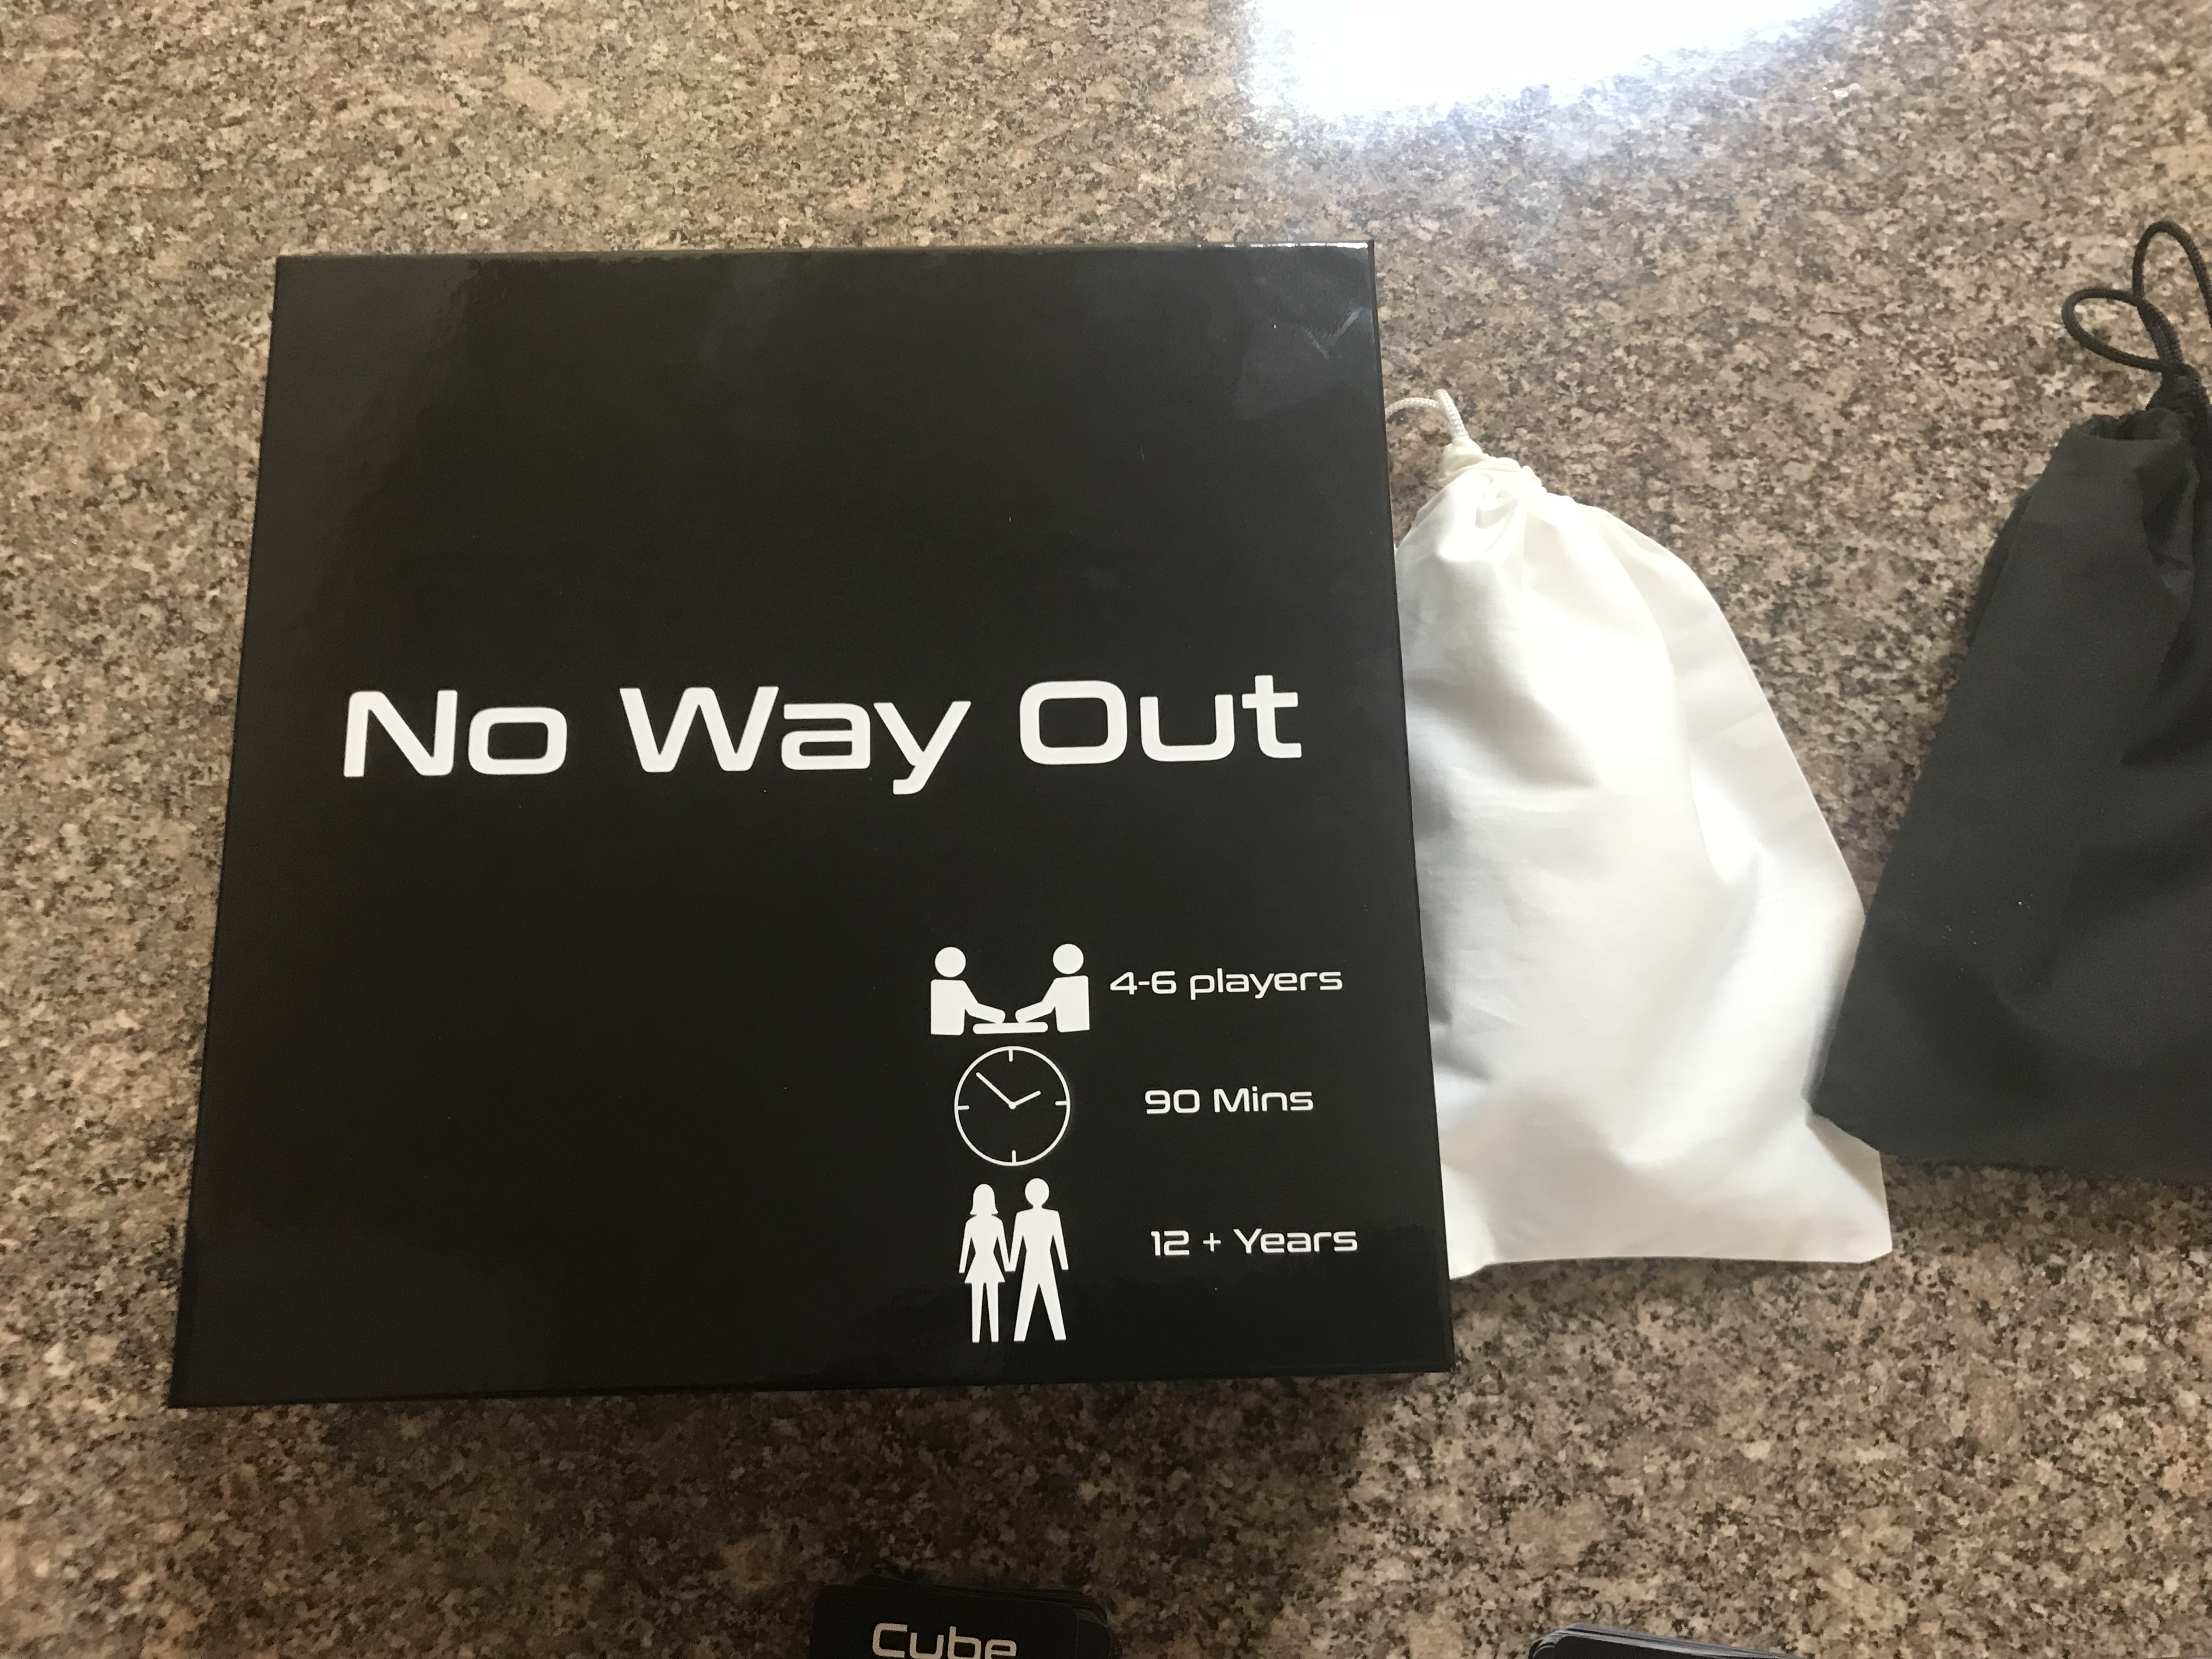 No Way Out
4-6 players
90 Mins
12 + Years
Cube